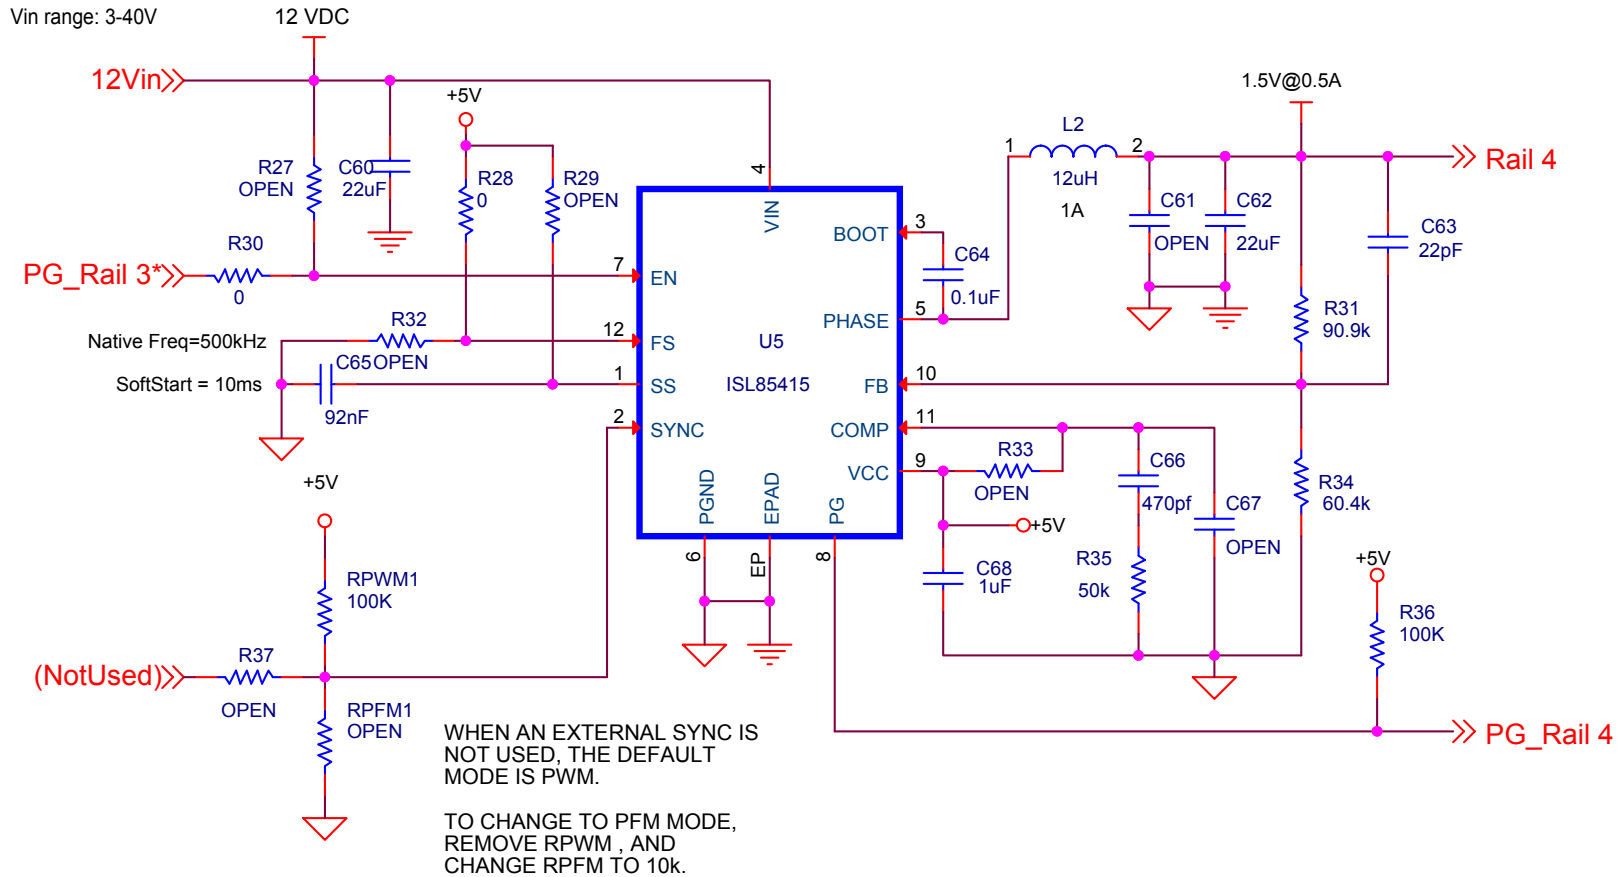 Vin range: 3-40V
12 VDC
12Vin
+5V
1.5V@0.5A
R27
OPEN
C60
22uF
R28
0
R29
OPEN
4
VIN
1
L2
2
12uH
1A
Rail 4
C61
OPEN
C62
22uF
C63
22pF
BOOT
3
C64
0.1uF
R30
0
PG_Rail 3*
7
EN
PHASE
5
R31
90.9k
Native Freq=500kHz
R32
OPEN
12
FS
U5
SoftStart = 10ms
C65
92nF
1
SS
ISL85415
FB
10
2
SYNC
COMP
11
VCC
9
R33
OPEN
C66
470pf
R34
60.4k
C67
OPEN
+5V
PGND
EPAD
PG
6
EP
8
+5V
C68
1uF
R35
50k
+5V
R36
100K
RPWM1
100K
(NotUsed)
R37
OPEN
RPFM1
OPEN
PG_Rail 4
WHEN AN EXTERNAL SYNC IS
NOT USED, THE DEFAULT
MODE IS PWM.
TO CHANGE TO PFM MODE,
REMOVE RPWM , AND
CHANGE RPFM TO 10k.